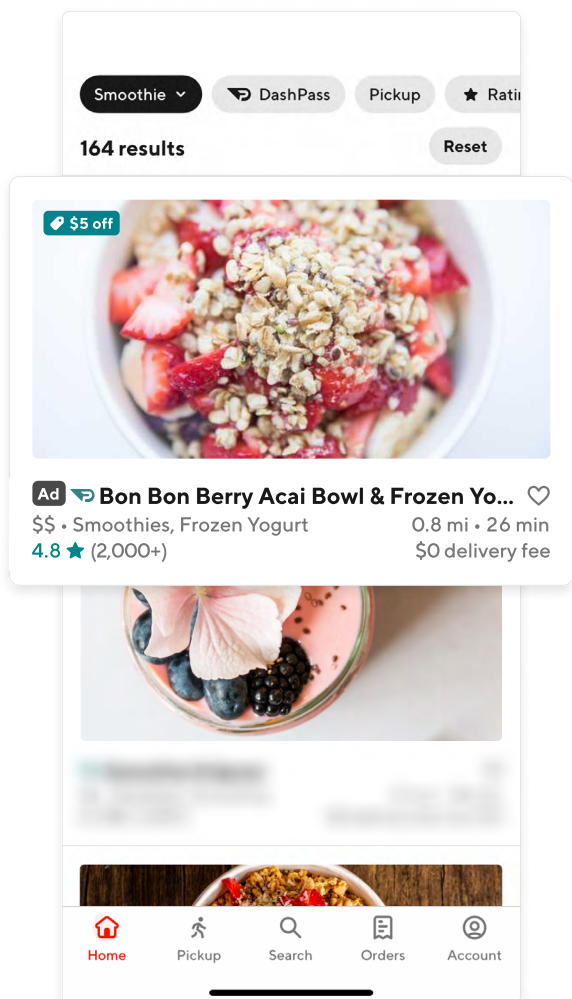 Smoothie DashPass Pickup
164 results Reset
$5 off
Ad Bon Bon Berry Acai Bowl & Frozen Yo...
$$ • Smoothies, Frozen Yogurt 0.8 mi • 26 min
4.8 ★ (2,000+) $0 delivery fee
Home Pickup Search Orders Account